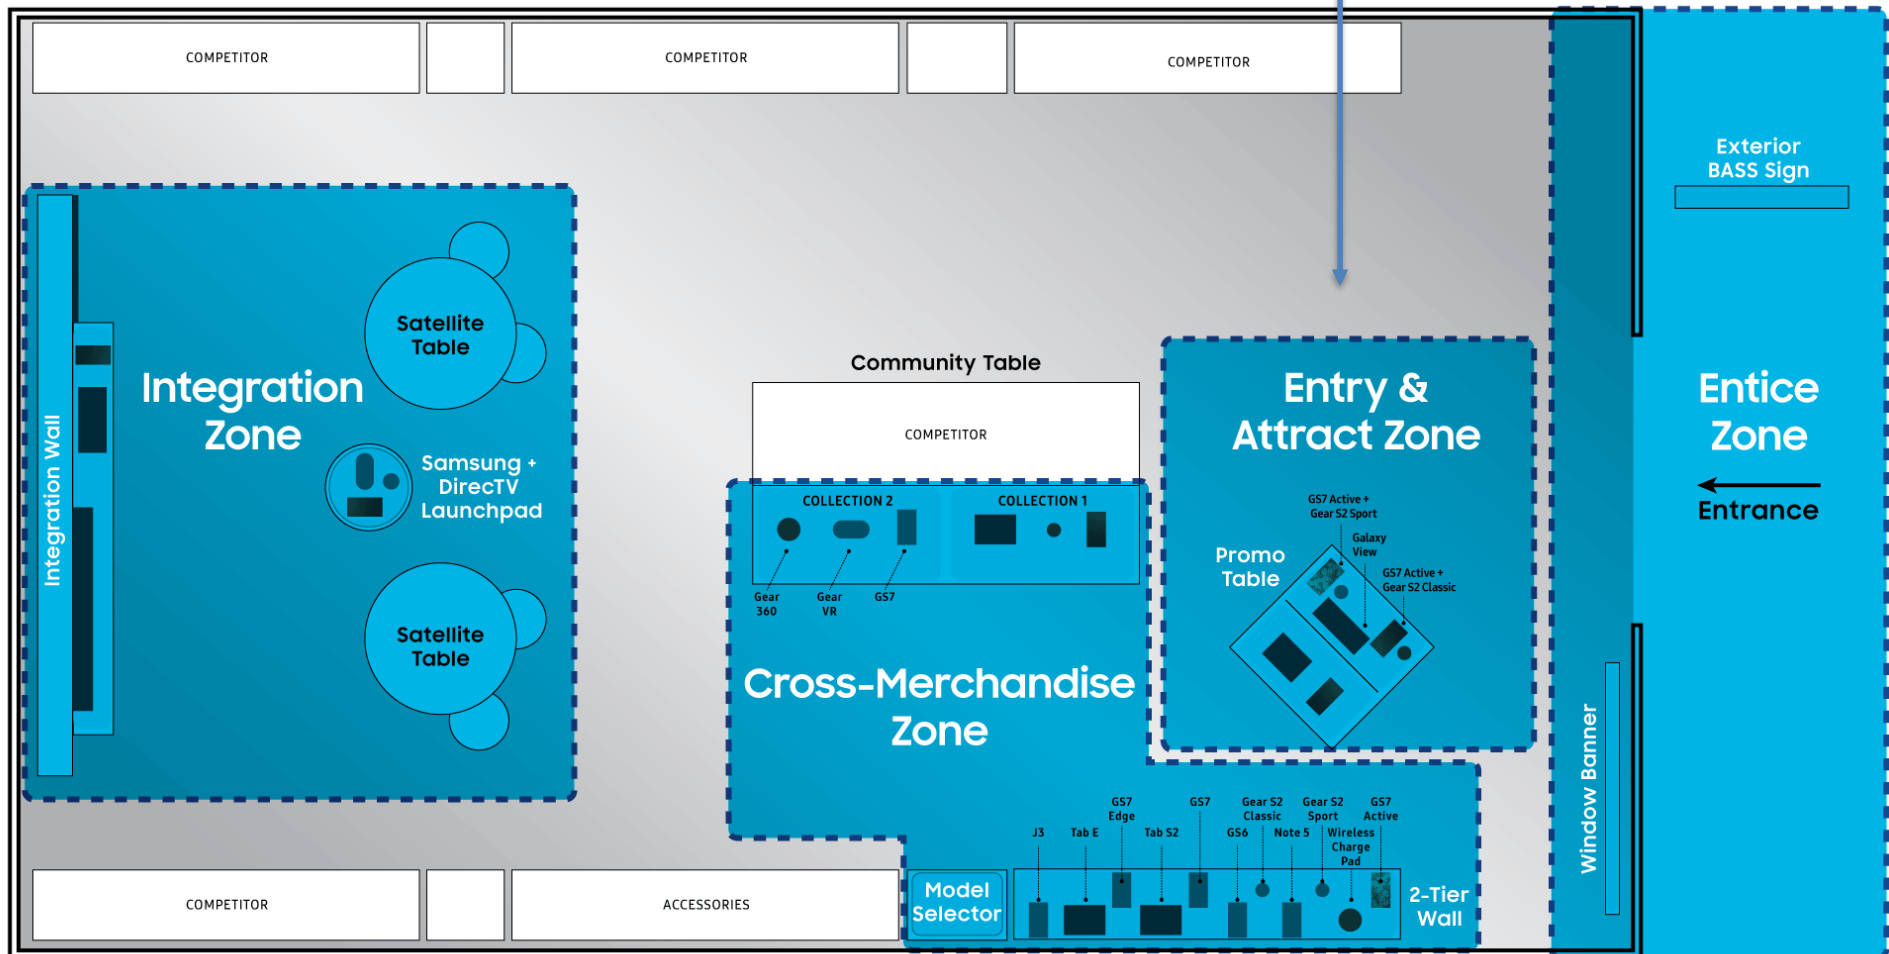 COMPETITOR
COMPETITOR
COMPETITOR
Exterior
BASS Sign
Integration Wall
Integration
Zone
Satellite
Table
Samsung +
DirecTV
Launchpad
Satellite
Table
Community Table
COMPETITOR
COLLECTION 2
COLLECTION 1
Gear
360
Gear
VR
GS7
Cross-Merchandise
Zone
Entry &
Attract Zone
GS7 Active +
Gear S2 Sport
Galaxy
View
GS7 Active +
Gear S2 Classic
Promo
Table
Entice
Zone
Entrance
Window Banner
J3
Tab E
GS7
Edge
Tab S2
GS7
GS6
Gear S2
Classic
Note 5
Gear S2
Sport
Wireless
Charge
Pad
GS7
Active
2-Tier
Wall
Model
Selector
COMPETITOR
ACCESSORIES